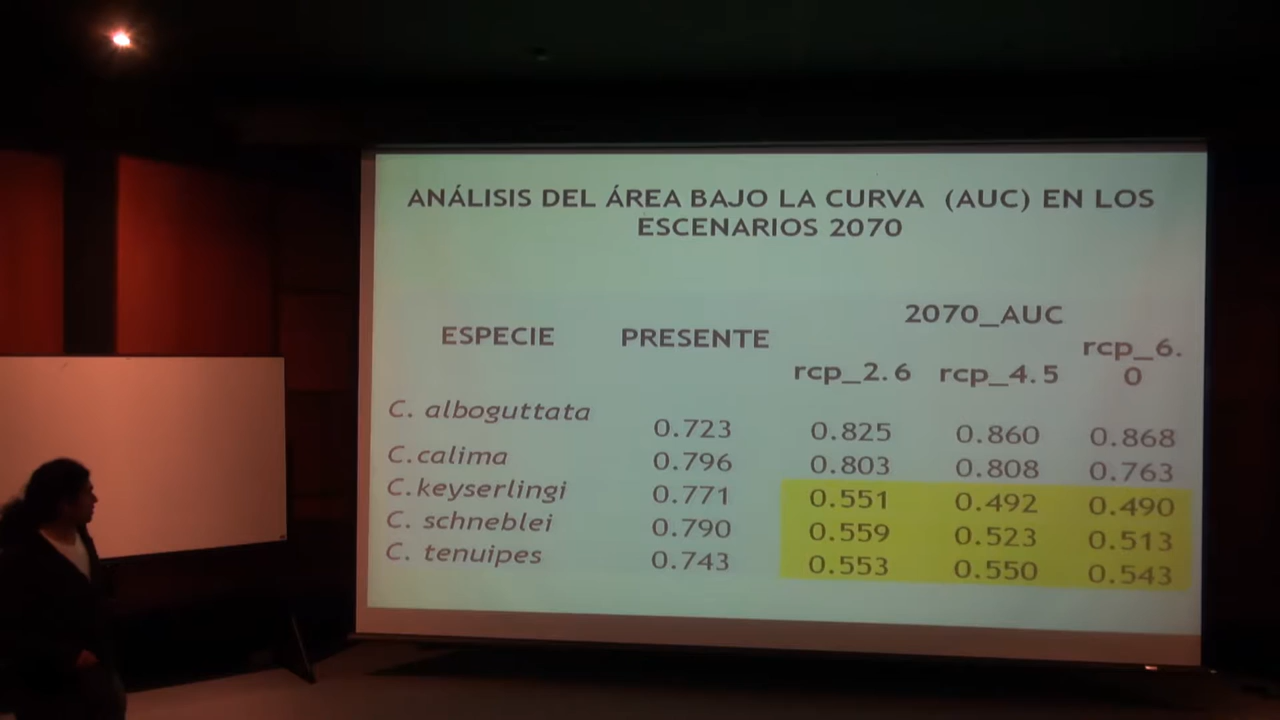 ANÁLISIS DEL ÁREA BAJO LA CURVA (AUC) EN LOS
ESCENARIOS 2070
ESPECIE PRESENTE 2070_AUC
rcp_2.6 rcp_4.5 rcp_6.
0
C. alboguttata 0.723 0.825 0.860 0.868
C.calima 0.796 0.803 0.808 0.763
C.keyserlingi 0.771 0.551 0.492 0.490
C. schneblei 0.790 0.559 0.523 0.513
C. tenuipes 0.743 0.553 0.550 0.543